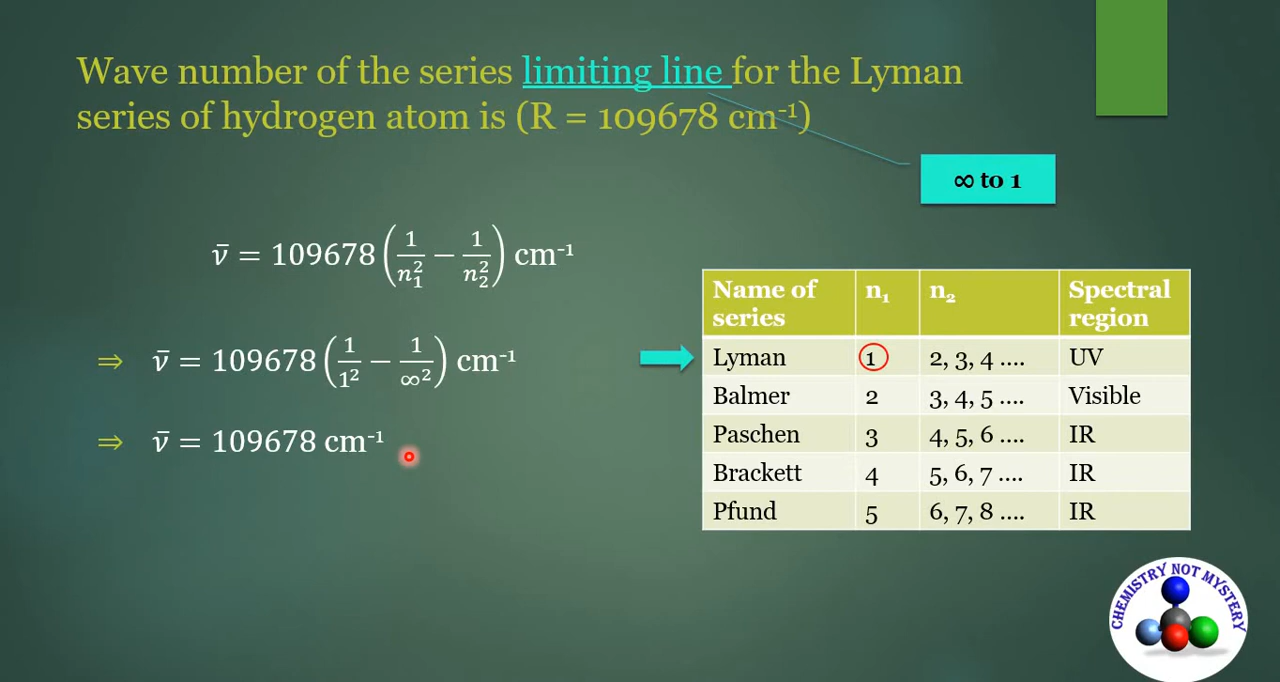 Wave number of the series limiting line for the Lyman
series of hydrogen atom is (R = 109678 cm⁻¹)
∞ to 1
ν̄ = 109678 (1/n₁² − 1/n₂²) cm⁻¹
⇒ ν̄ = 109678 (1/1² − 1/∞²) cm⁻¹
⇒ ν̄ = 109678 cm⁻¹
Name of series n₁ n₂ Spectral region
Lyman 1 2, 3, 4 .... UV
Balmer 2 3, 4, 5 .... Visible
Paschen 3 4, 5, 6 .... IR
Brackett 4 5, 6, 7 .... IR
Pfund 5 6, 7, 8 .... IR
CHEMISTRY NOT MYSTERY